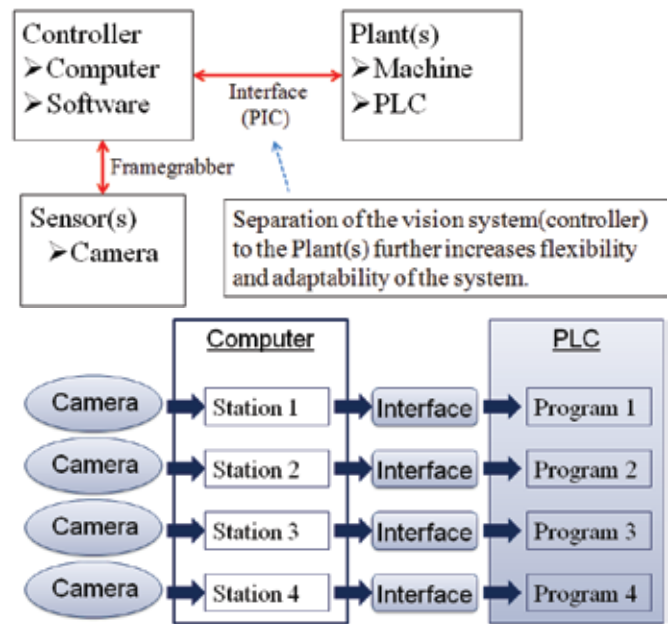 Controller
➢Computer
➢Software
Plant(s)
➢Machine
➢PLC
Interface
(PIC)
Framegrabber
Sensor(s)
➢Camera
Separation of the vision system(controller)
to the Plant(s) further increases flexibility
and adaptability of the system.
Computer
PLC
Camera Station 1 Interface Program 1
Camera Station 2 Interface Program 2
Camera Station 3 Interface Program 3
Camera Station 4 Interface Program 4